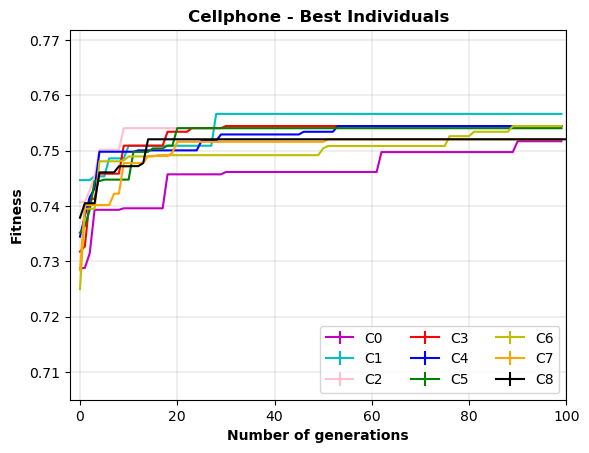 Cellphone - Best Individuals
0.77
0.76
0.75
0.74
0.73
0.72
0.71
Fitness
0 20 40 60 80 100
Number of generations
C0 C3 C6
C1 C4 C7
C2 C5 C8